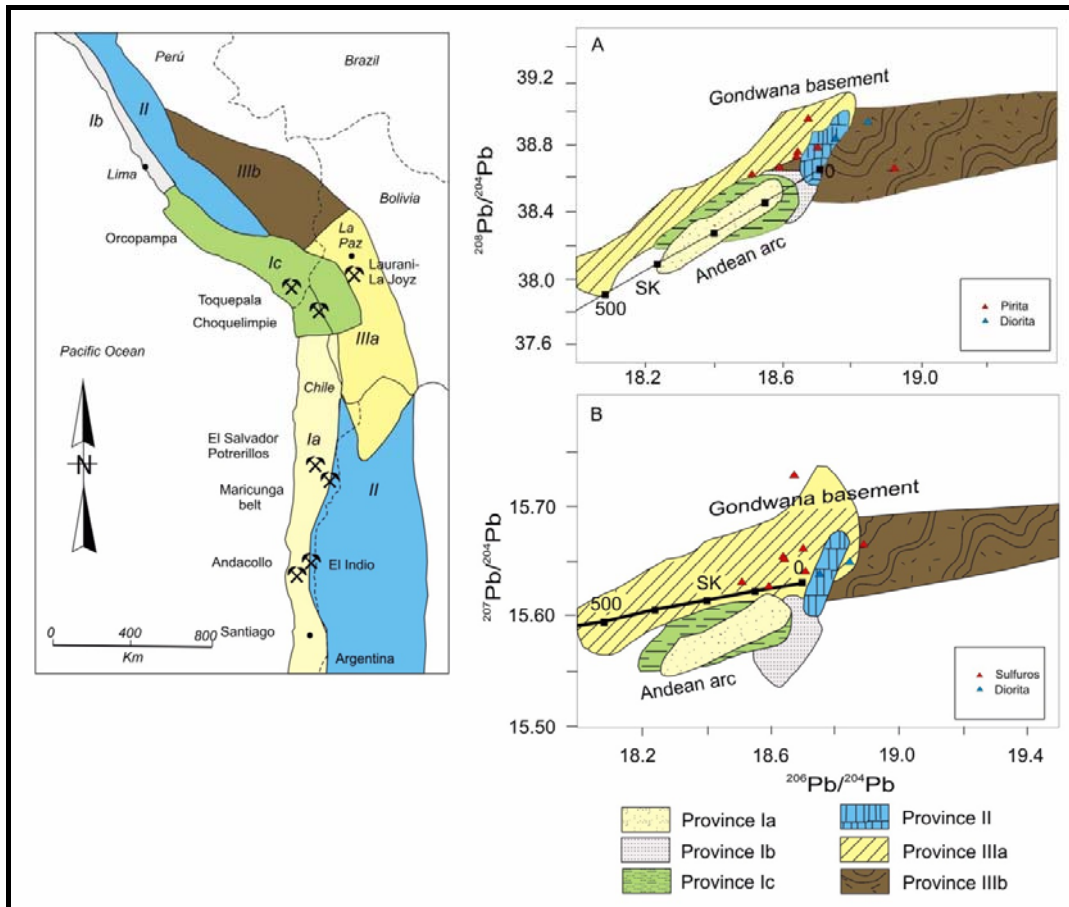 Perú
Brazil
II
Ib
Lima
IIIb
Bolivia
La
Paz
Orcopampa
Ic
Laurani-
La Joyz
Toquepala
Choquelimpie
IIIa
Pacific Ocean
Chile
Ia
El Salvador
Potrerillos
II
Maricunga
belt
N
Andacollo
El Indio
0 400 800
Km
Santiago
Argentina
A
208Pb/204Pb
39.2
38.8
38.4
38.0
37.6
Gondwana basement
0
Andean arc
SK
500
Pirita
Diorita
18.2 18.6 19.0
B
207Pb/204Pb
15.70
15.60
15.50
Gondwana basement
0
SK
500
Andean arc
Sulfuros
Diorita
18.2 18.6 19.0 19.4
206Pb/204Pb
Province Ia
Province II
Province Ib
Province IIIa
Province Ic
Province IIIb